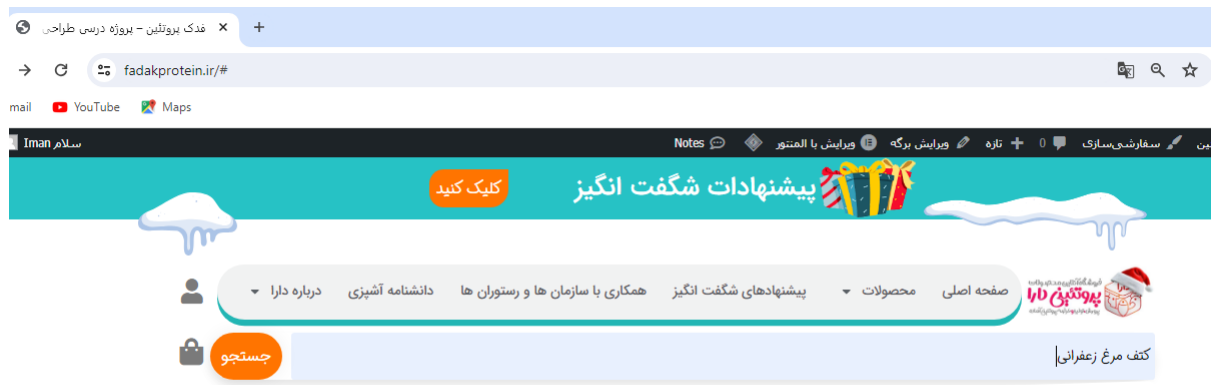 فدک پروتئین – پروژه درسی طراحی
fadakprotein.ir/#
mail YouTube Maps
ین سفارشی‌سازی 0 تازه ویرایش برگه ویرایش با المنتور Notes سلام Iman
پیشنهادات شگفت انگیز کلیک کنید
پروتئینی دارا صفحه اصلی محصولات پیشنهادهای شگفت انگیز همکاری با سازمان ها و رستوران ها دانشنامه آشپزی درباره دارا
کتف مرغ زعفرانی جستجو